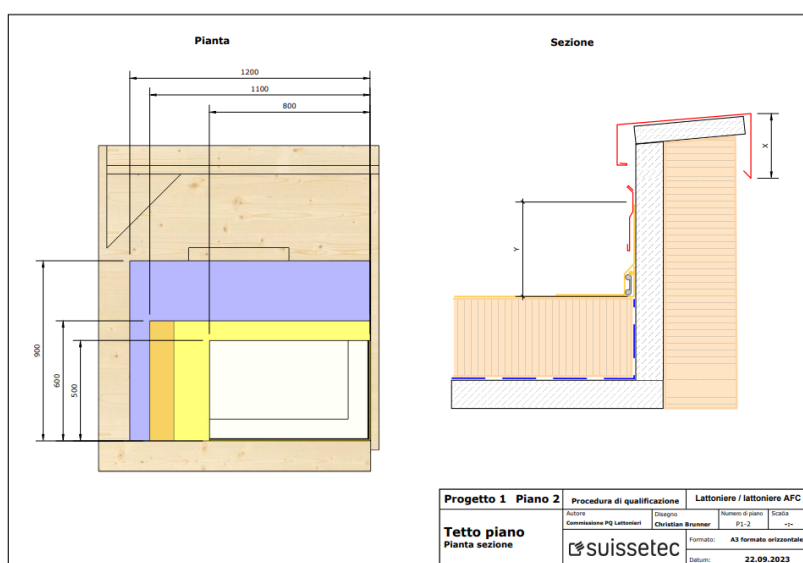 Pianta
Sezione
1200
1100
800
900
600
500
X
Y
Progetto 1 Piano 2
Procedura di qualificazione
Lattoniere / lattoniere AFC
Autore
Commissione PQ Lattonieri
Disegno
Christian Brunner
Numero di piano
P1-2
Scala
-:-
Tetto piano
Pianta sezione
suissetec
Formato:
A3 formato orizzontale
Datum:
22.09.2023